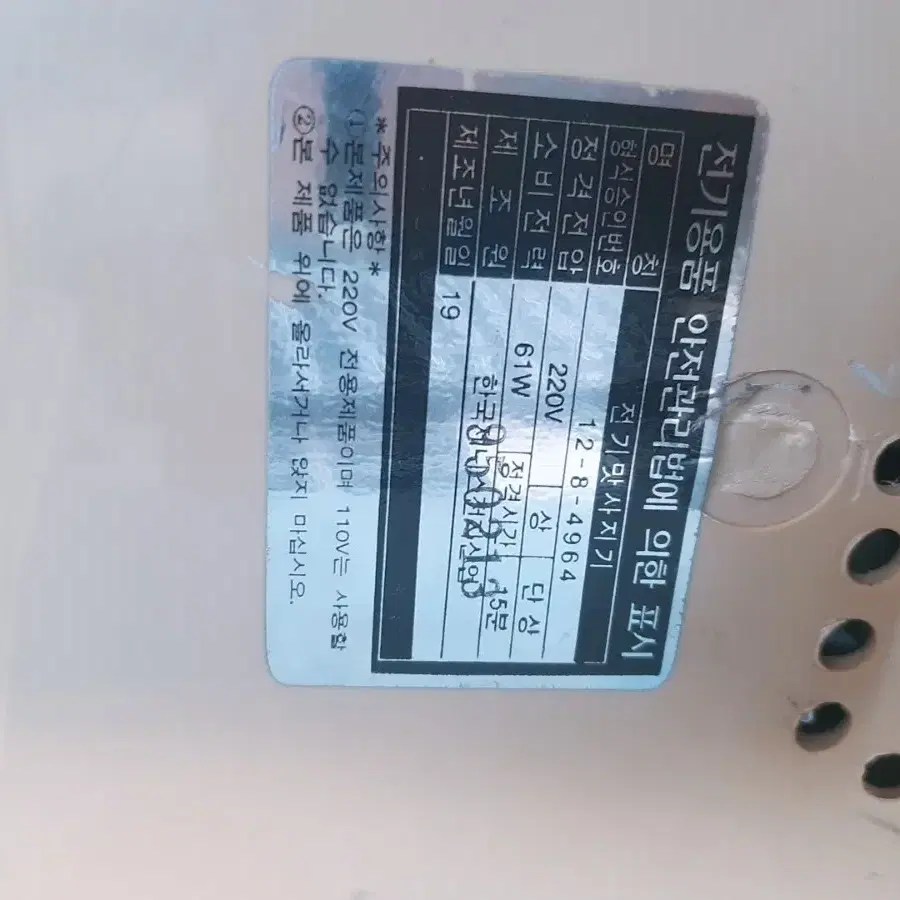 전기용품 안전관리법에 의한 표시
명 칭 전기맛사지기
형식승인번호 12-8-4964
정격전압 220V 상 단상
소비전력 61W 정격시간 15분
제 조 원
제조년월일 19
*주의사항*
①본제품은 220V 전용제품이며 110V는 사용할
수 없습니다.
②본 제품 위에 올라서거나 앉지 마십시오.